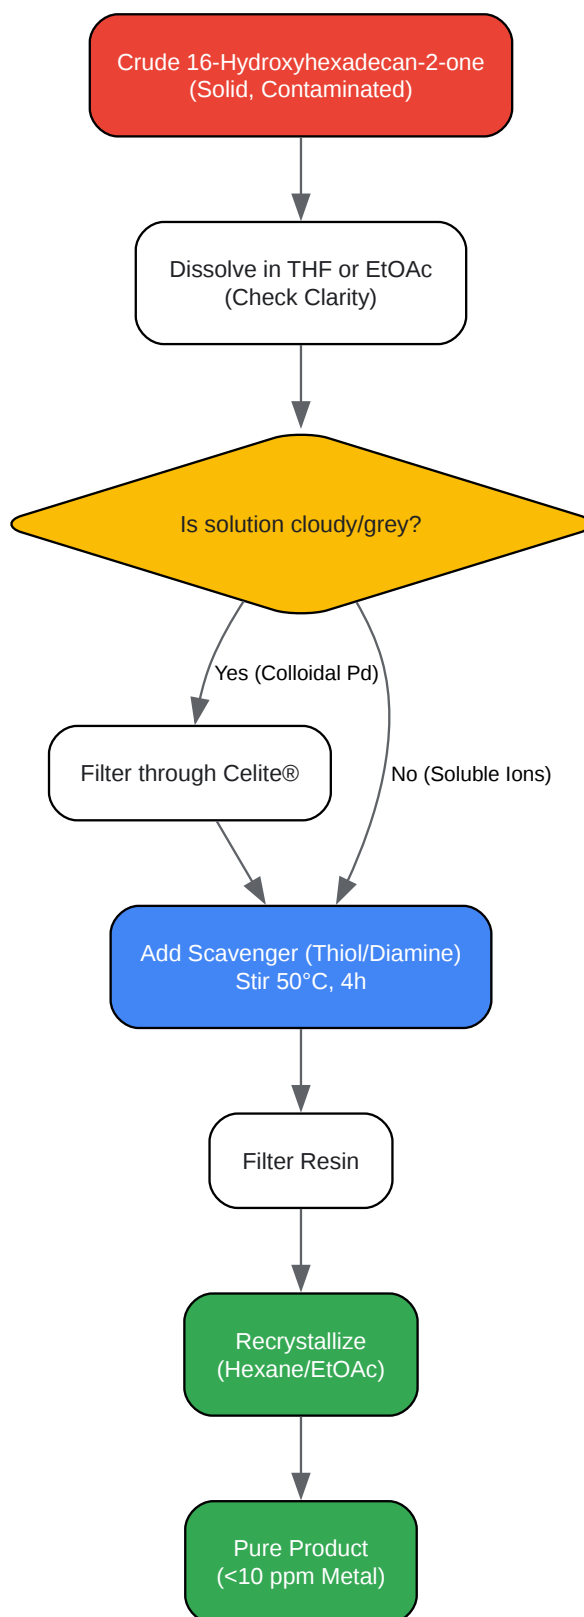 Crude 16-Hydroxyhexadecan-2-one
(Solid, Contaminated)
Dissolve in THF or EtOAc
(Check Clarity)
Is solution cloudy/grey?
Yes (Colloidal Pd)
Filter through Celite®
No (Soluble Ions)
Add Scavenger (Thiol/Diamine)
Stir 50°C, 4h
Filter Resin
Recrystallize
(Hexane/EtOAc)
Pure Product
(<10 ppm Metal)